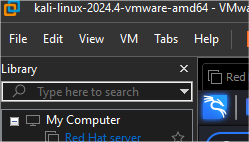 kali-linux-2024.4-vmware-amd64 - VMwa
File Edit View VM Tabs Help
Library
Type here to search
Red
My Computer
Red Hat server